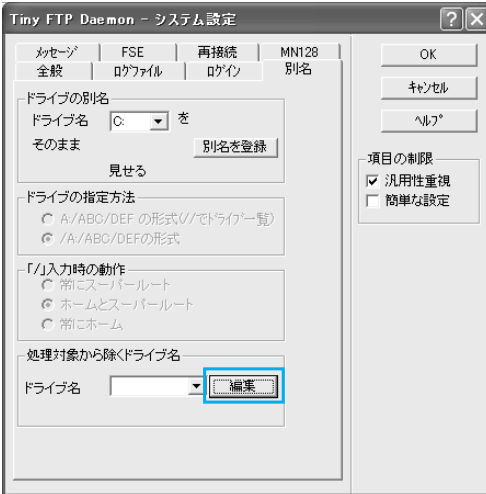 Tiny FTP Daemon - システム設定
メッセージ FSE 再接続 MN128
全般 ログファイル ログイン 別名
ドライブの別名
ドライブ名 C: を
そのまま 別名を登録
見せる
ドライブの指定方法
A:/ABC/DEF の形式(//でドライブ一覧)
/A:/ABC/DEFの形式
「/」入力時の動作
常にスーパールート
ホームとスーパールート
常にホーム
処理対象から除くドライブ名
ドライブ名 編集
OK
キャンセル
ヘルプ
項目の制限
汎用性重視
簡単な設定